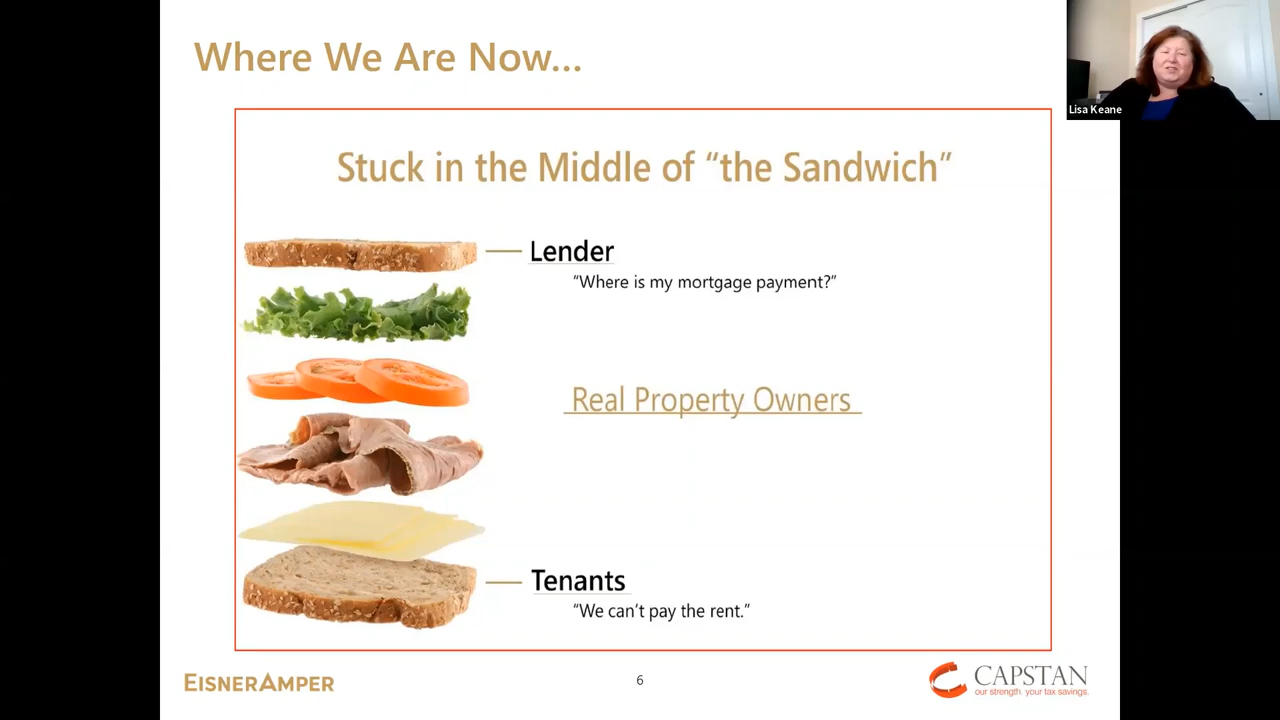 Where We Are Now...
Lisa Keane
Stuck in the Middle of “the Sandwich”
Lender
“Where is my mortgage payment?”
Real Property Owners
Tenants
“We can’t pay the rent.”
EISNERAMPER
6
CAPSTAN
our strength. your tax savings.